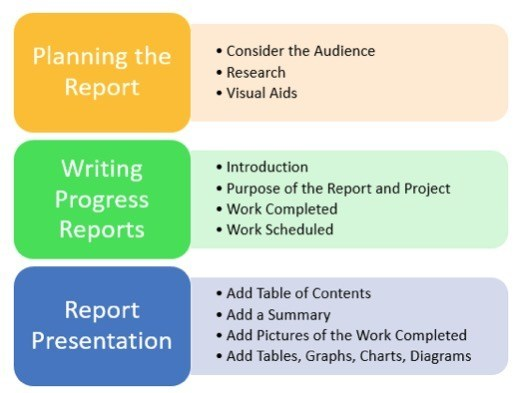 Planning the
Report
• Consider the Audience
• Research
• Visual Aids
Writing
Progress
Reports
• Introduction
• Purpose of the Report and Project
• Work Completed
• Work Scheduled
Report
Presentation
• Add Table of Contents
• Add a Summary
• Add Pictures of the Work Completed
• Add Tables, Graphs, Charts, Diagrams